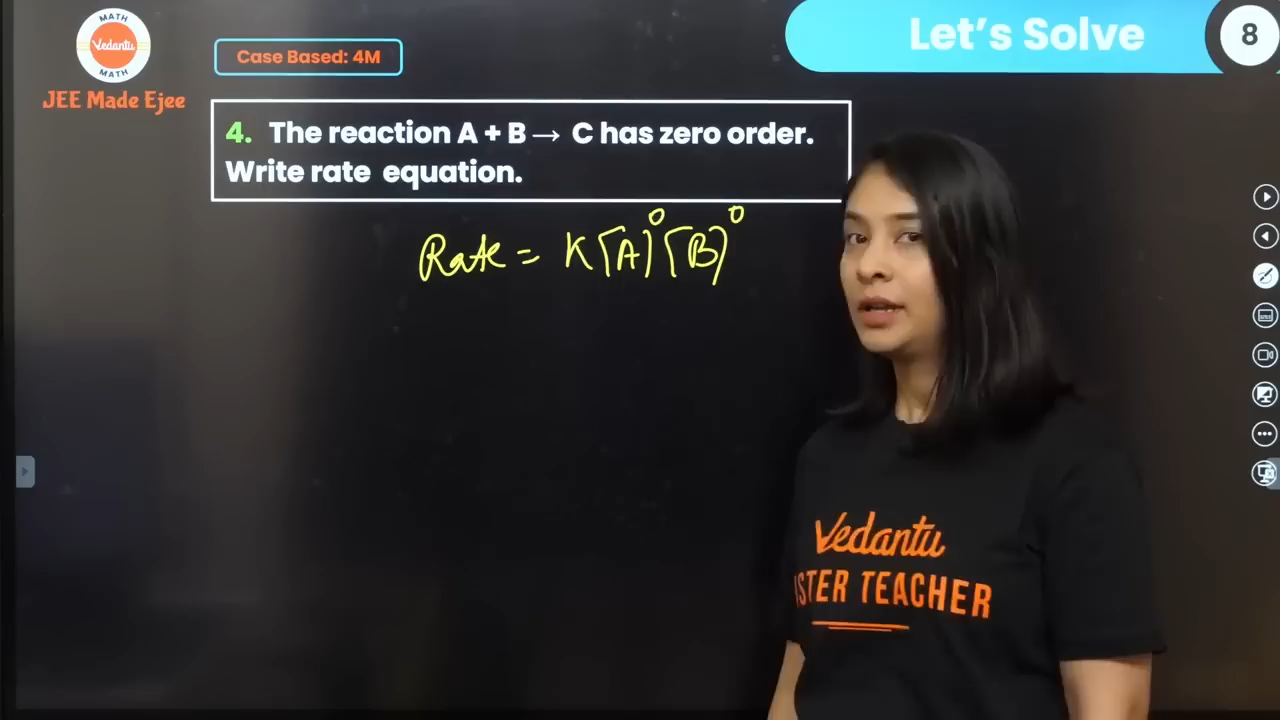 MATH
Vedantu
MATH
JEE Made Ejee
Case Based: 4M
Let's Solve
8
4. The reaction A + B → C has zero order.
Write rate equation.
Rate = K[A]⁰[B]⁰
Vedantu
STER TEACHER